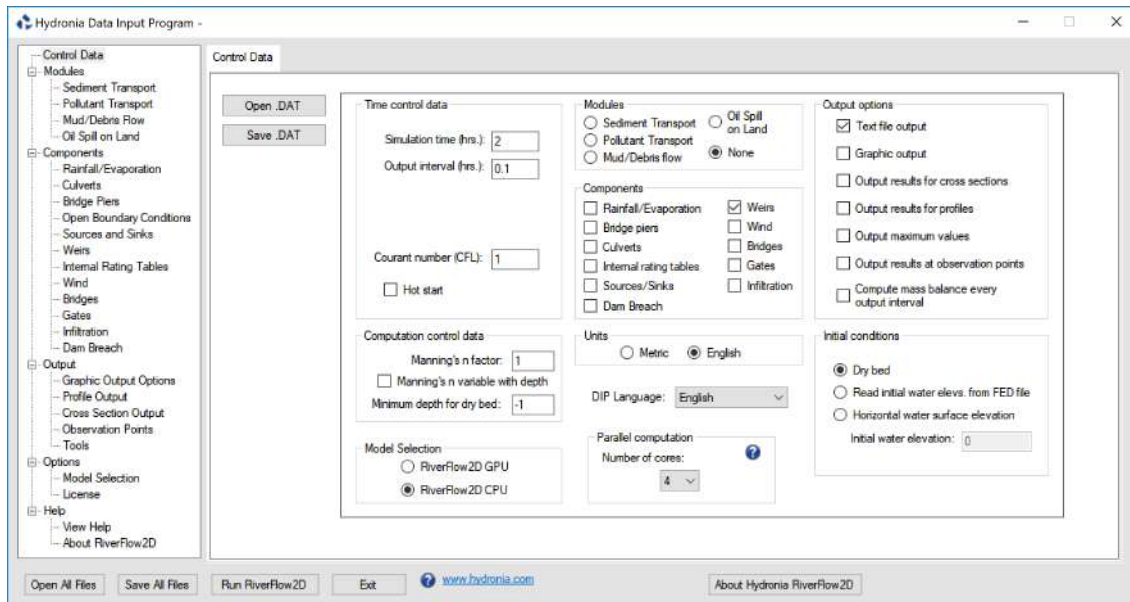 Hydronia Data Input Program -
Control Data
Modules
Sediment Transport
Pollutant Transport
Mud/Debris Flow
Oil Spill on Land
Components
Rainfall/Evaporation
Culverts
Bridge Piers
Open Boundary Conditions
Sources and Sinks
Weirs
Internal Rating Tables
Wind
Bridges
Gates
Infiltration
Dam Breach
Output
Graphic Output Options
Profile Output
Cross Section Output
Observation Points
Tools
Options
Model Selection
License
Help
View Help
About RiverFlow2D
Control Data
Open .DAT
Save .DAT
Time control data
Simulation time (hrs.): 2
Output interval (hrs.): 0.1
Courant number (CFL): 1
Hot start
Computation control data
Manning's n factor: 1
Manning's n variable with depth
Minimum depth for dry bed: -1
Model Selection
RiverFlow2D GPU
RiverFlow2D CPU
Modules
Sediment Transport
Pollutant Transport
Mud/Debris flow
Oil Spill
on Land
None
Components
Rainfall/Evaporation
Bridge piers
Culverts
Internal rating tables
Sources/Sinks
Dam Breach
Weirs
Wind
Bridges
Gates
Infiltration
Units
Metric
English
DIP Language: English
Parallel computation
Number of cores:
4
Output options
Text file output
Graphic output
Output results for cross sections
Output results for profiles
Output maximum values
Output results at observation points
Compute mass balance every
output interval
Initial conditions
Dry bed
Read initial water elevs. from FED file
Horizontal water surface elevation
Initial water elevation: 0
Open All Files
Save All Files
Run RiverFlow2D
Exit
www.hydronia.com
About Hydronia RiverFlow2D